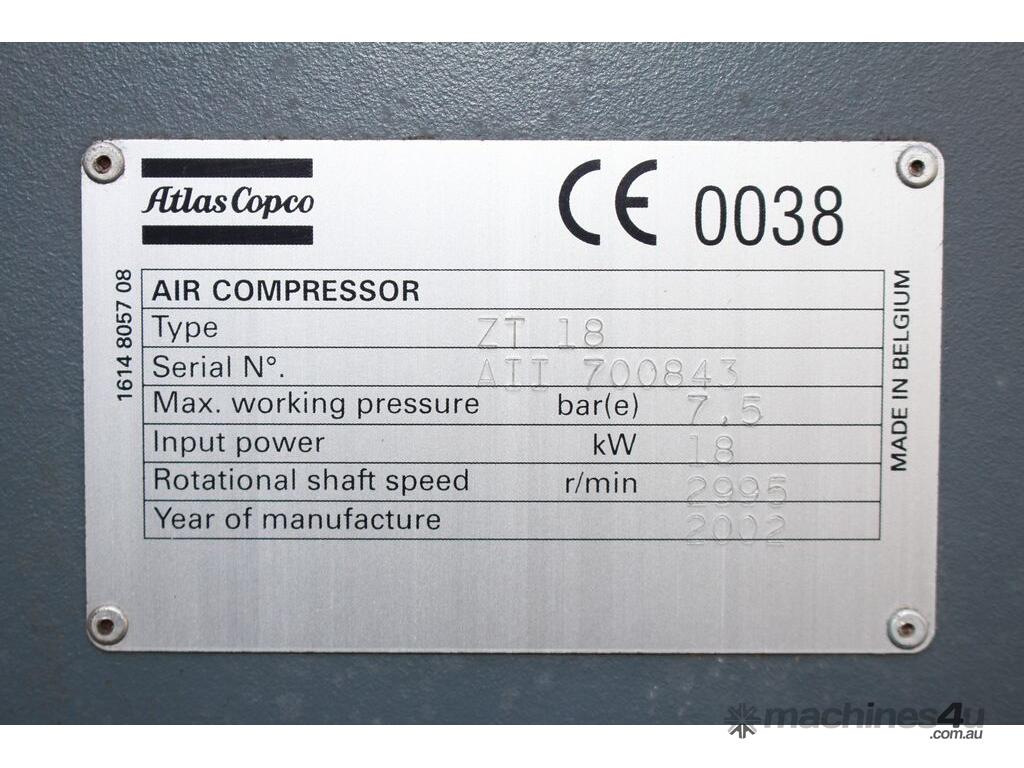 Atlas Copco
CE 0038
AIR COMPRESSOR
Type ZT 18
Serial N°. AII 700843
Max. working pressure bar(e) 7,5
Input power kW 18
Rotational shaft speed r/min 2995
Year of manufacture 2002
1614 8057 08
MADE IN BELGIUM
machines4u
.com.au